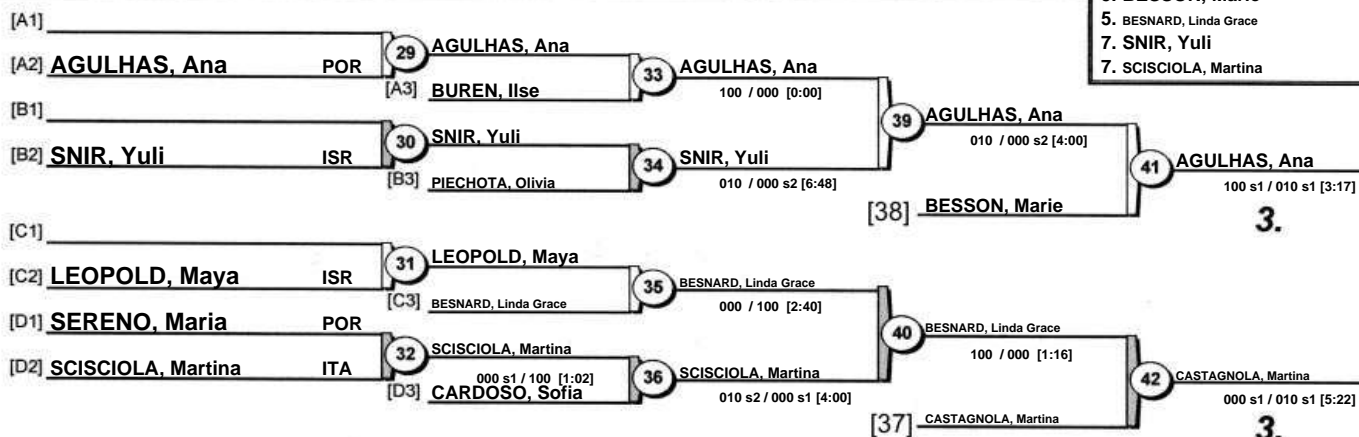 5. BESNARD, Linda Grace
7. SNIR, Yuli
7. SCISCIOLA, Martina
[A1]
[A2] AGULHAS, Ana POR
29 AGULHAS, Ana
[A3] BUREN, Ilse
33 AGULHAS, Ana
100 / 000 [0:00]
[B1]
[B2] SNIR, Yuli ISR
30 SNIR, Yuli
[B3] PIECHOTA, Olivia
34 SNIR, Yuli
010 / 000 s2 [6:48]
39 AGULHAS, Ana
010 / 000 s2 [4:00]
[38] BESSON, Marie
41 AGULHAS, Ana
100 s1 / 010 s1 [3:17]
3.
[C1]
[C2] LEOPOLD, Maya ISR
31 LEOPOLD, Maya
[C3] BESNARD, Linda Grace
35 BESNARD, Linda Grace
000 / 100 [2:40]
[D1] SERENO, Maria POR
[D2] SCISCIOLA, Martina ITA
32 SCISCIOLA, Martina
000 s1 / 100 [1:02]
[D3] CARDOSO, Sofia
36 SCISCIOLA, Martina
010 s2 / 000 s1 [4:00]
40 BESNARD, Linda Grace
100 / 000 [1:16]
[37] CASTAGNOLA, Martina
42 CASTAGNOLA, Martina
000 s1 / 010 s1 [5:22]
3.